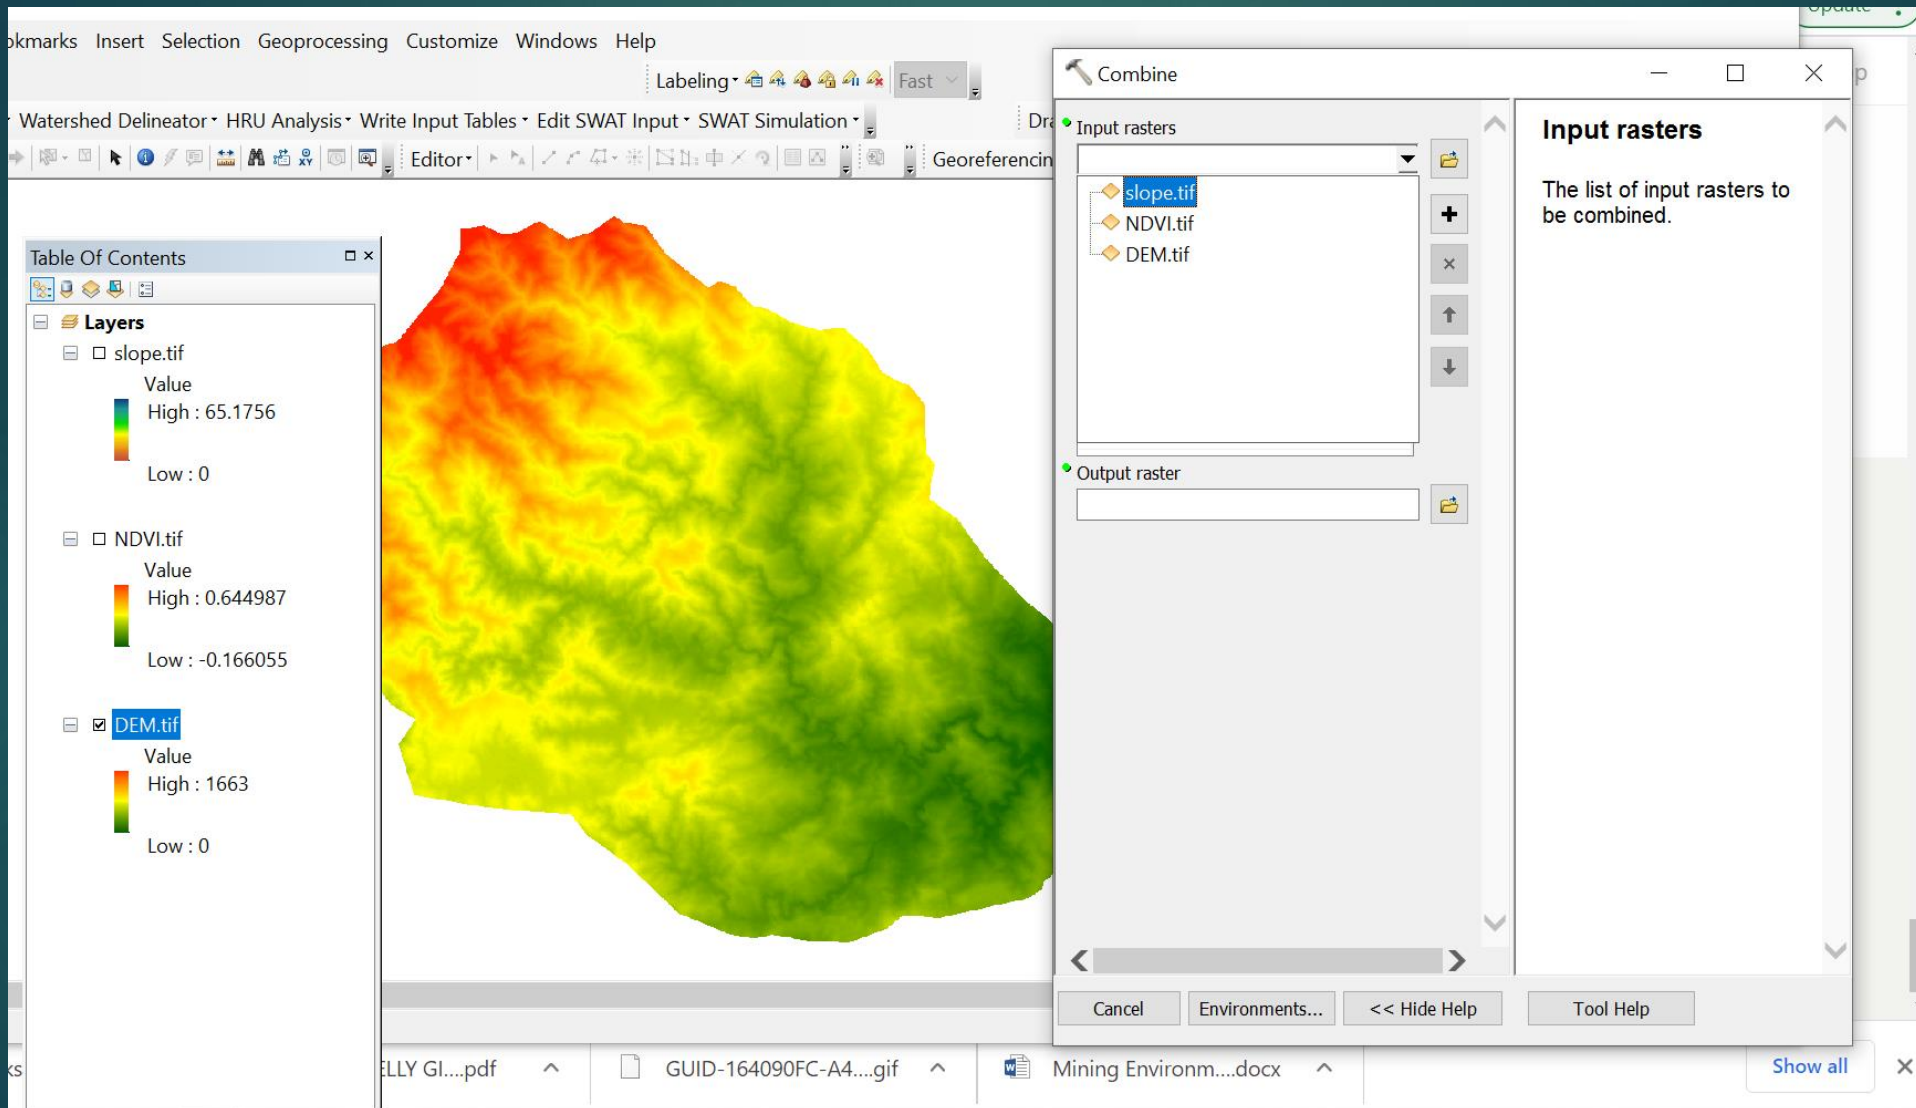 Update
okmarks Insert Selection Geoprocessing Customize Windows Help
Labeling Fast
Watershed Delineator HRU Analysis Write Input Tables Edit SWAT Input SWAT Simulation Dra
Editor Georeferencin
Table Of Contents
Layers
slope.tif
Value
High : 65.1756
Low : 0
NDVI.tif
Value
High : 0.644987
Low : -0.166055
DEM.tif
Value
High : 1663
Low : 0
Combine
Input rasters
slope.tif
NDVI.tif
DEM.tif
Output raster
Cancel Environments... << Hide Help Tool Help
Input rasters
The list of input rasters to
be combined.
p
ks
ELLY GI....pdf GUID-164090FC-A4....gif Mining Environm....docx Show all